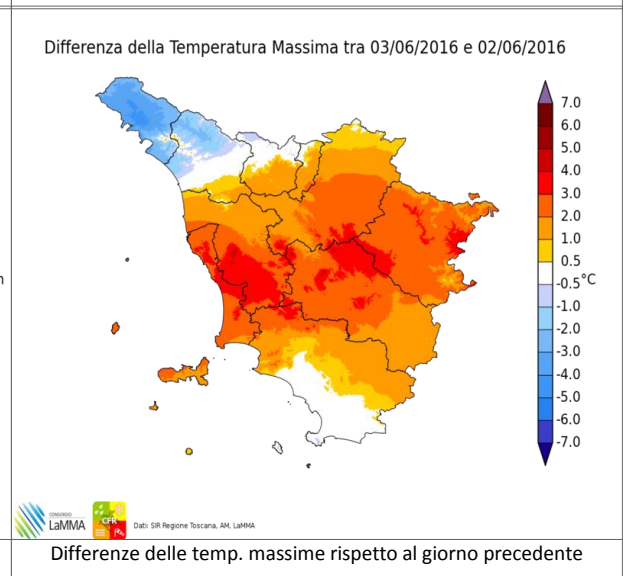 Differenza della Temperatura Massima tra 03/06/2016 e 02/06/2016
7.0
6.0
5.0
4.0
3.0
2.0
1.0
0.5
-0.5
°C
-1.0
-2.0
-3.0
-4.0
-5.0
-6.0
-7.0
n
CONSORZIO
LaMMA
CFR
Dati: SIR Regione Toscana, AM, LaMMA
Differenze delle temp. massime rispetto al giorno precedente